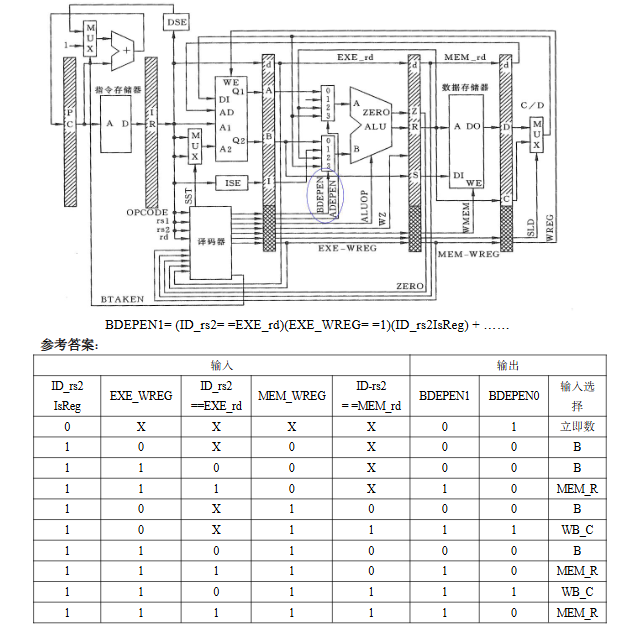 DSE
MUX
1
+
指令存储器
PC
A D
IR
WE
DI
AD
A1
A2
Q1
Q2
MUX
ISE
SST
d
A
B
I
EXE_rd
0
1
2
3
0
1
2
3
A
B
ZERO
ALU
BDEPEN
ADEPEN
ALUOP
WZ
d
Z
R
S
MEM_rd
数据存储器
A DO
DI
WE
WMEM
d
D
C
C/D
MUX
SLD
WREG
OPCODE
rs1
rs2
rd
译码器
EXE-WREG
MEM-WREG
ZERO
BTAKEN
BDEPEN1= (ID_rs2= =EXE_rd)(EXE_WREG= =1)(ID_rs2IsReg) + ……
参考答案:
输入 输出
ID_rs2 IsReg EXE_WREG ID_rs2 ==EXE_rd MEM_WREG ID-rs2 = =MEM_rd BDEPEN1 BDEPEN0 输入选择
0 X X X X 0 1 立即数
1 0 X 0 X 0 0 B
1 1 0 0 X 0 0 B
1 1 1 0 X 1 0 MEM_R
1 0 X 1 0 0 0 B
1 0 X 1 1 1 1 WB_C
1 1 0 1 0 0 0 B
1 1 1 1 0 1 0 MEM_R
1 1 0 1 1 1 1 WB_C
1 1 1 1 1 1 0 MEM_R